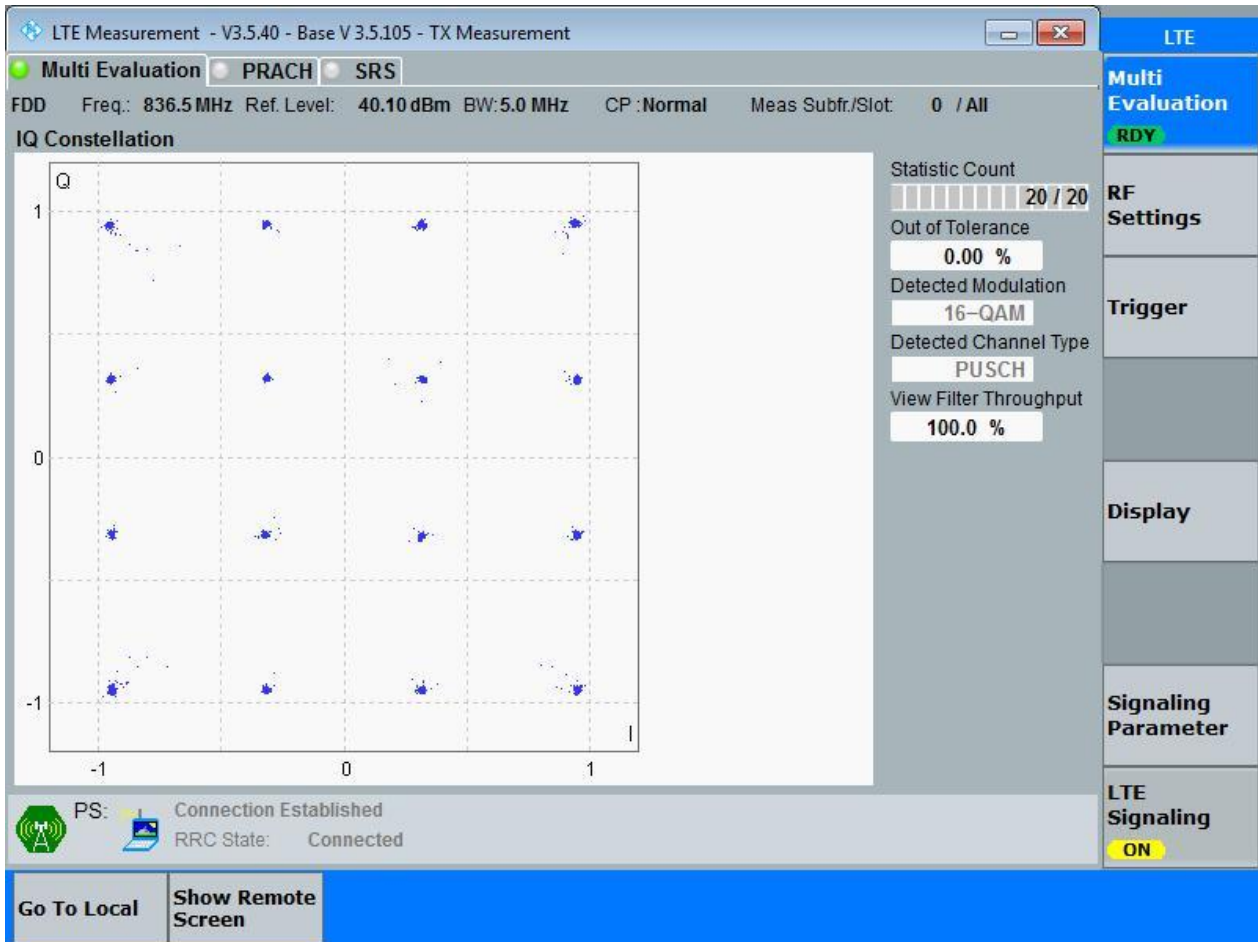 LTE Measurement - V3.5.40 - Base V 3.5.105 - TX Measurement
LTE
Multi Evaluation PRACH SRS
Multi
Evaluation
RDY
FDD Freq.: 836.5 MHz Ref. Level: 40.10 dBm BW: 5.0 MHz CP : Normal Meas Subfr./Slot: 0 / All
IQ Constellation
Q
1
0
-1
I
-1 0 1
Statistic Count
20 / 20
Out of Tolerance
0.00 %
Detected Modulation
16-QAM
Detected Channel Type
PUSCH
View Filter Throughput
100.0 %
RF
Settings
Trigger
Display
Signaling
Parameter
LTE
Signaling
ON
PS: Connection Established
RRC State: Connected
Go To Local
Show Remote
Screen